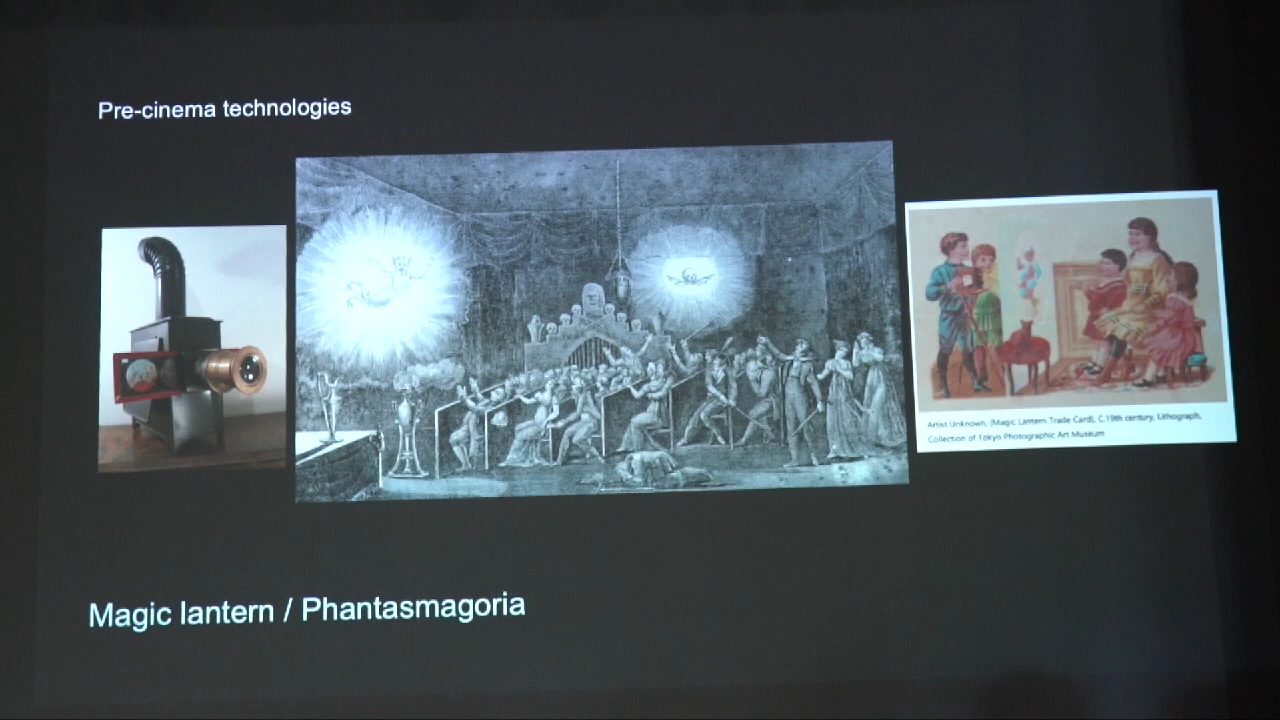 Pre-cinema technologies
Artist Unknown, (Magic Lantern Trade Card), C.19th century, Lithograph,
Collection of Tokyo Photographic Art Museum
Magic lantern / Phantasmagoria